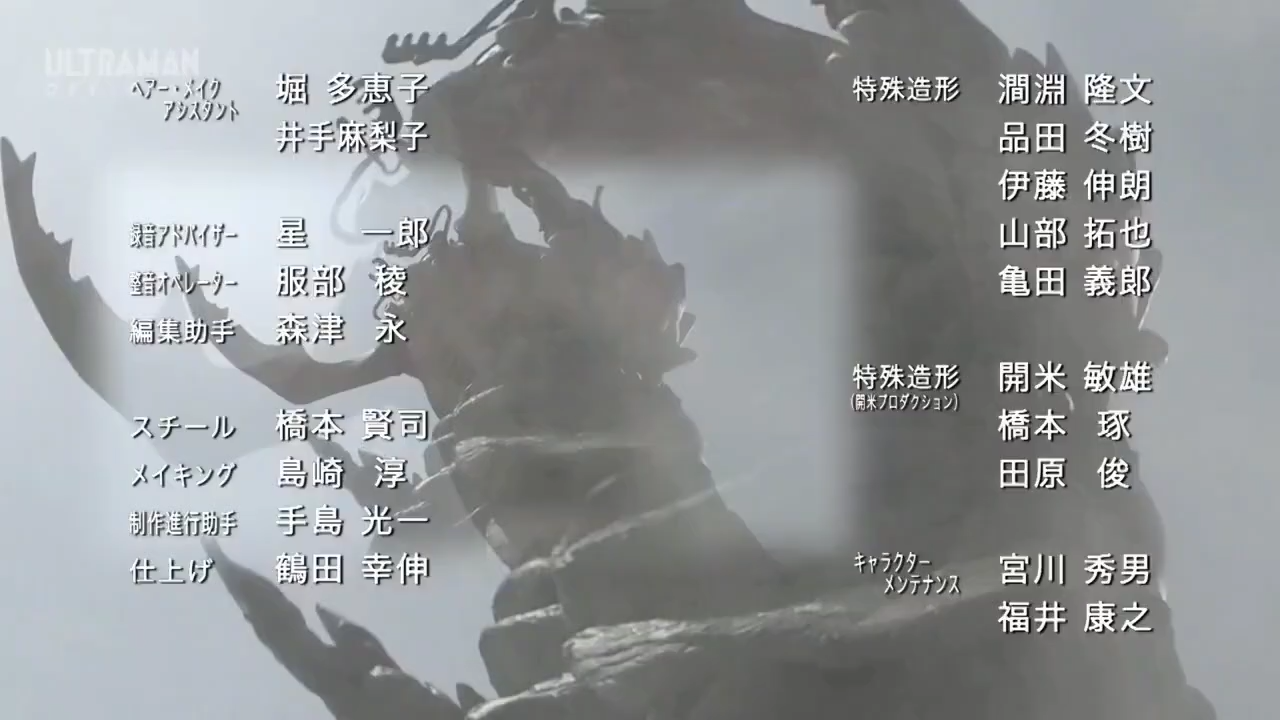 ULTRAMAN
ヘアー・メイク
アシスタント
堀 多恵子
井手麻梨子
録音アドバイザー 星 一郎
整音オペレーター 服部 稜
編集助手 森津 永
スチール 橋本 賢司
メイキング 島崎 淳
制作進行助手 手島 光一
仕上げ 鶴田 幸伸
特殊造形 澗淵 隆文
品田 冬樹
伊藤 伸朗
山部 拓也
亀田 義郎
特殊造形 開米 敏雄
(開米プロダクション)
橋本 琢
田原 俊
キャラクター
メンテナンス
宮川 秀男
福井 康之